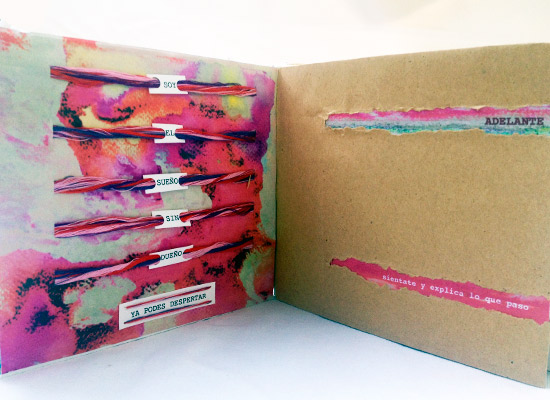 SOY
EL
SUEÑO
SIN
DUEÑO
YA PODES DESPERTAR
ADELANTE
sientate y explica lo que paso